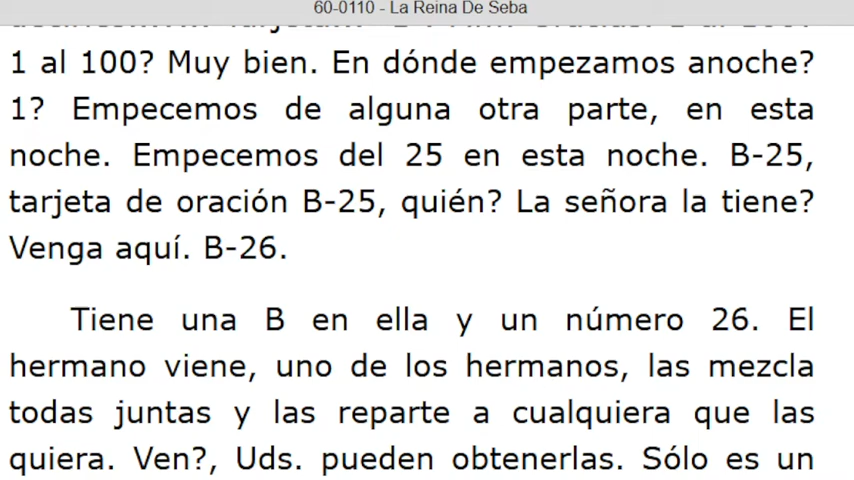 60-0110 - La Reina De Seba
1 al 100? Muy bien. En dónde empezamos anoche?
1? Empecemos de alguna otra parte, en esta
noche. Empecemos del 25 en esta noche. B-25,
tarjeta de oración B-25, quién? La señora la tiene?
Venga aquí. B-26.
Tiene una B en ella y un número 26. El
hermano viene, uno de los hermanos, las mezcla
todas juntas y las reparte a cualquiera que las
quiera. Ven?, Uds. pueden obtenerlas. Sólo es un